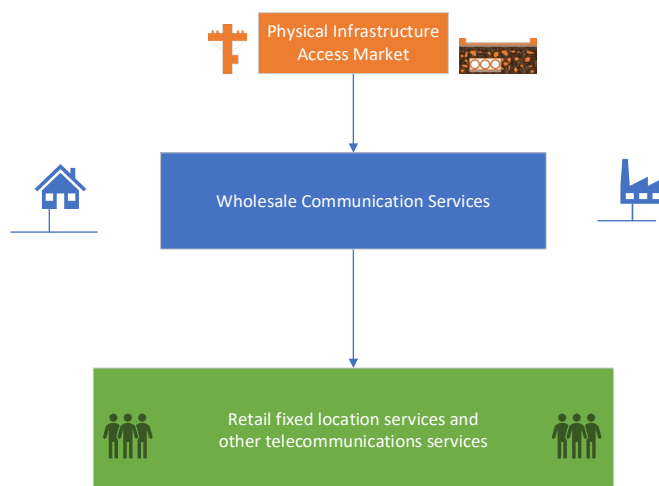 Physical Infrastructure
Access Market
Wholesale Communication Services
Retail fixed location services and
other telecommunications services